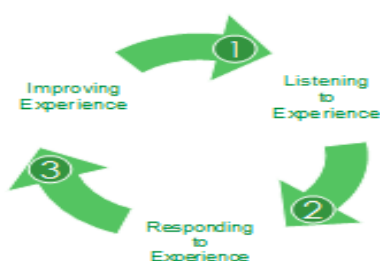 1
Listening
to
Experience
2
Responding
to
Experience
3
Improving
Experience